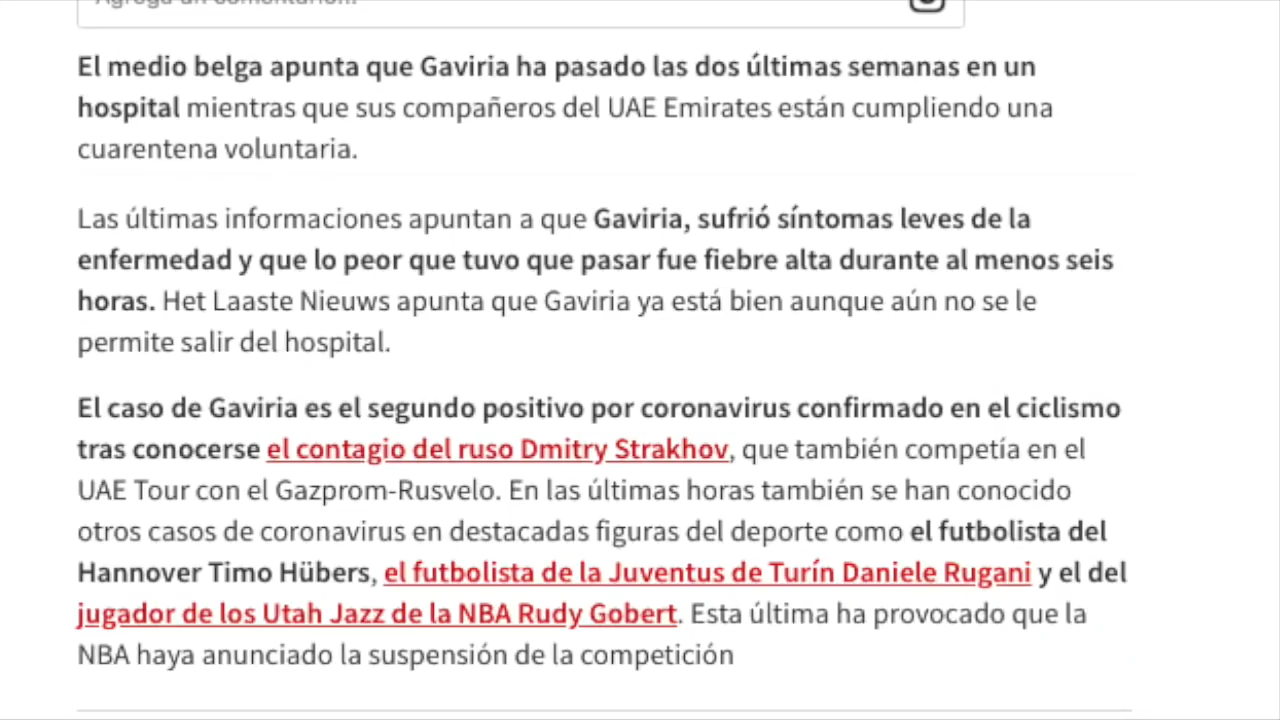 Agrega un comentario...
El medio belga apunta que Gaviria ha pasado las dos últimas semanas en un
hospital mientras que sus compañeros del UAE Emirates están cumpliendo una
cuarentena voluntaria.
Las últimas informaciones apuntan a que Gaviria, sufrió síntomas leves de la
enfermedad y que lo peor que tuvo que pasar fue fiebre alta durante al menos seis
horas. Het Laaste Nieuws apunta que Gaviria ya está bien aunque aún no se le
permite salir del hospital.
El caso de Gaviria es el segundo positivo por coronavirus confirmado en el ciclismo
tras conocerse el contagio del ruso Dmitry Strakhov, que también competía en el
UAE Tour con el Gazprom-Rusvelo. En las últimas horas también se han conocido
otros casos de coronavirus en destacadas figuras del deporte como el futbolista del
Hannover Timo Hübers, el futbolista de la Juventus de Turín Daniele Rugani y el del
jugador de los Utah Jazz de la NBA Rudy Gobert. Esta última ha provocado que la
NBA haya anunciado la suspensión de la competición